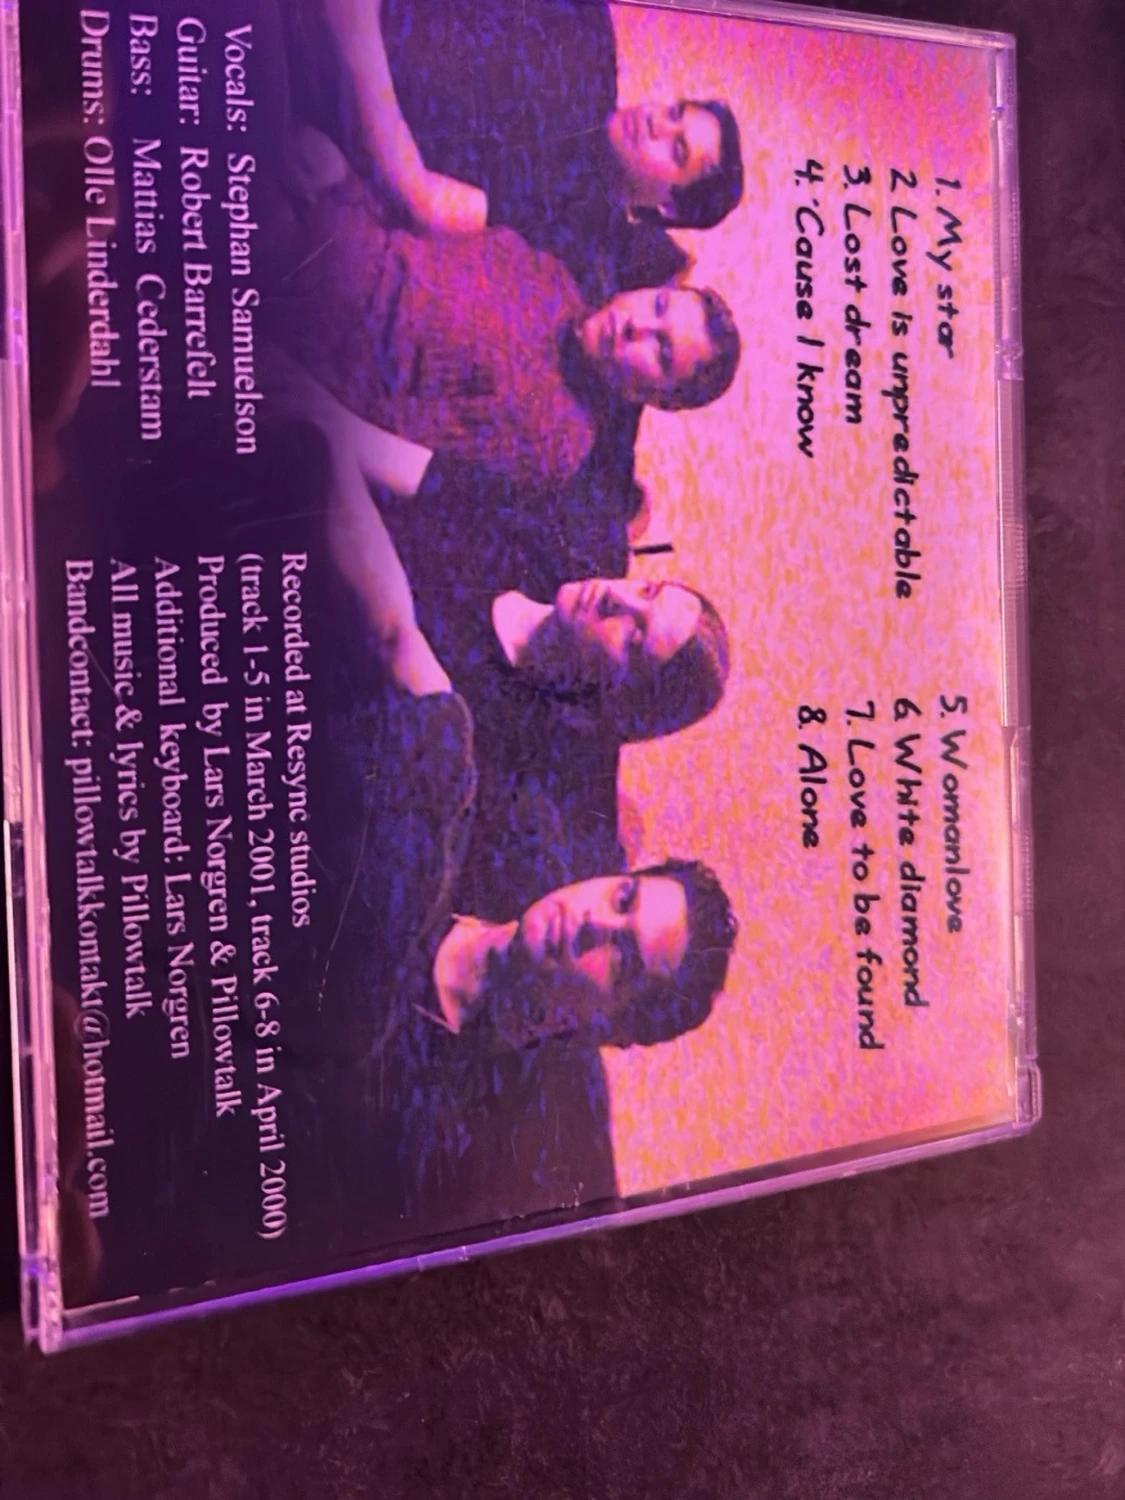 1. My star
2 Love is unpredictable
3. Lost dream
4. 'Cause I know
5. Womanlove
6. White diamond
7. Love to be found
8. Alone
Vocals: Stephan Samuelson
Guitar: Robert Barrefelt
Bass: Mattias Cederstam
Drums: Olle Linderdahl
Recorded at Resync studios
(track 1-5 in March 2001, track 6-8 in April 2000)
Produced by Lars Norgren & Pillowtalk
Additional keyboard: Lars Norgren
All music & lyrics by Pillowtalk
Bandcontact: pillowtalkkontakt@hotmail.com